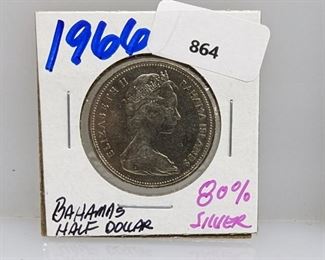 1966
864
ELIZABETH II BAHAMA ISLANDS
BAHAMAS
HALF DOLLAR
80%
SILVER